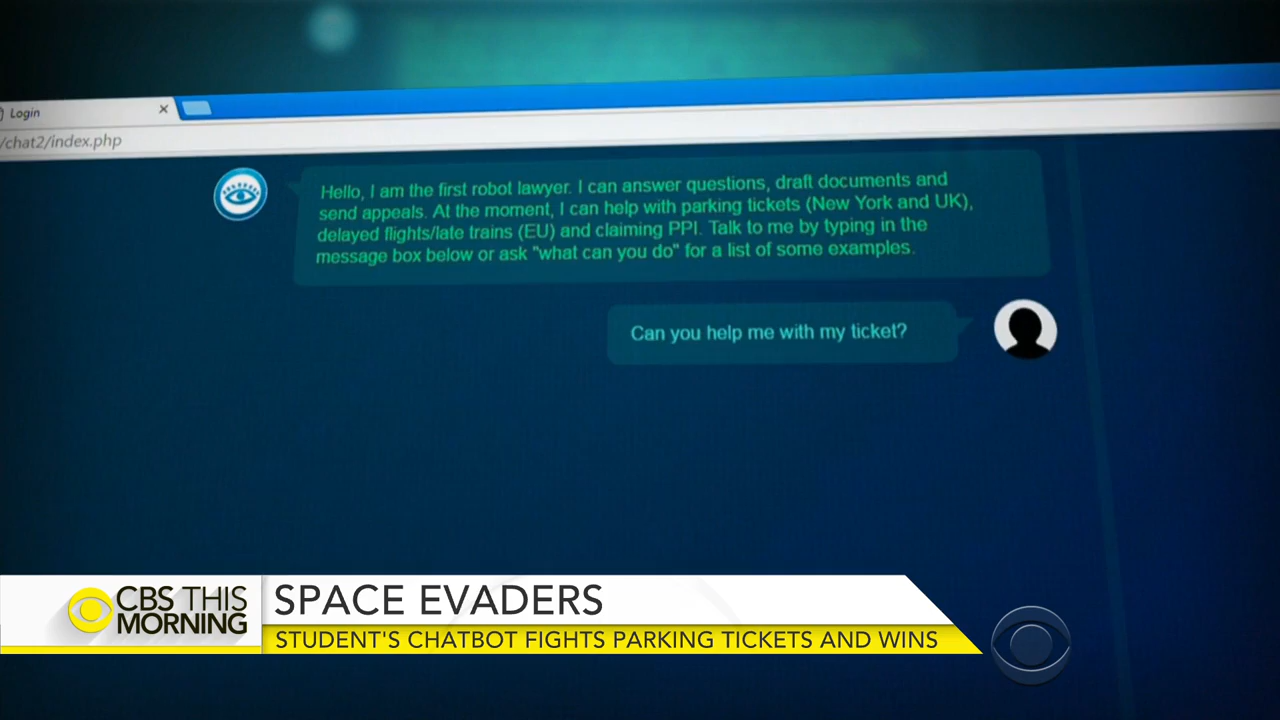 Login
/chat2/index.php
Hello, I am the first robot lawyer. I can answer questions, draft documents and
send appeals. At the moment, I can help with parking tickets (New York and UK),
delayed flights/late trains (EU) and claiming PPI. Talk to me by typing in the
message box below or ask "what can you do" for a list of some examples.
Can you help me with my ticket?
CBS THIS
MORNING
SPACE EVADERS
STUDENT'S CHATBOT FIGHTS PARKING TICKETS AND WINS